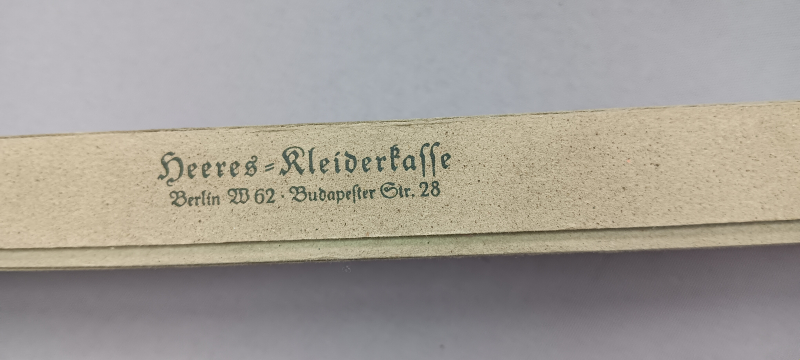 Heeres-Kleiderkasse
Berlin W 62 · Budapester Str. 28